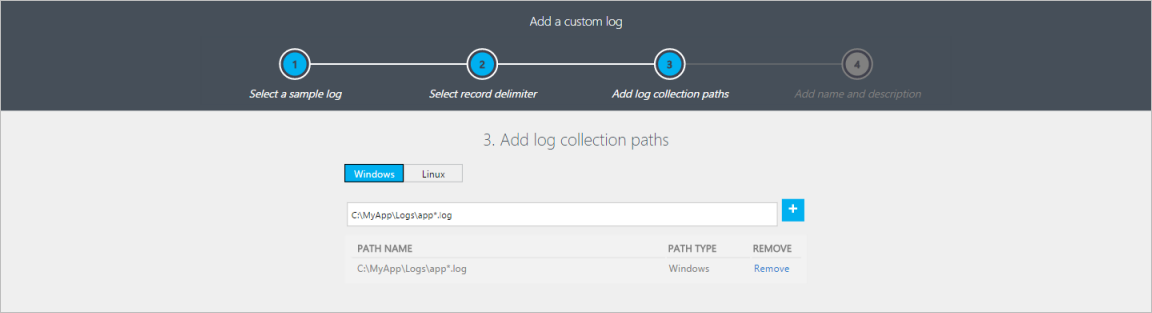 Add a custom log
1 2 3 4
Select a sample log Select record delimiter Add log collection paths Add name and description
3. Add log collection paths
Windows Linux
C:\MyApp\Logs\app*.log +
PATH NAME PATH TYPE REMOVE
C:\MyApp\Logs\app*.log Windows Remove